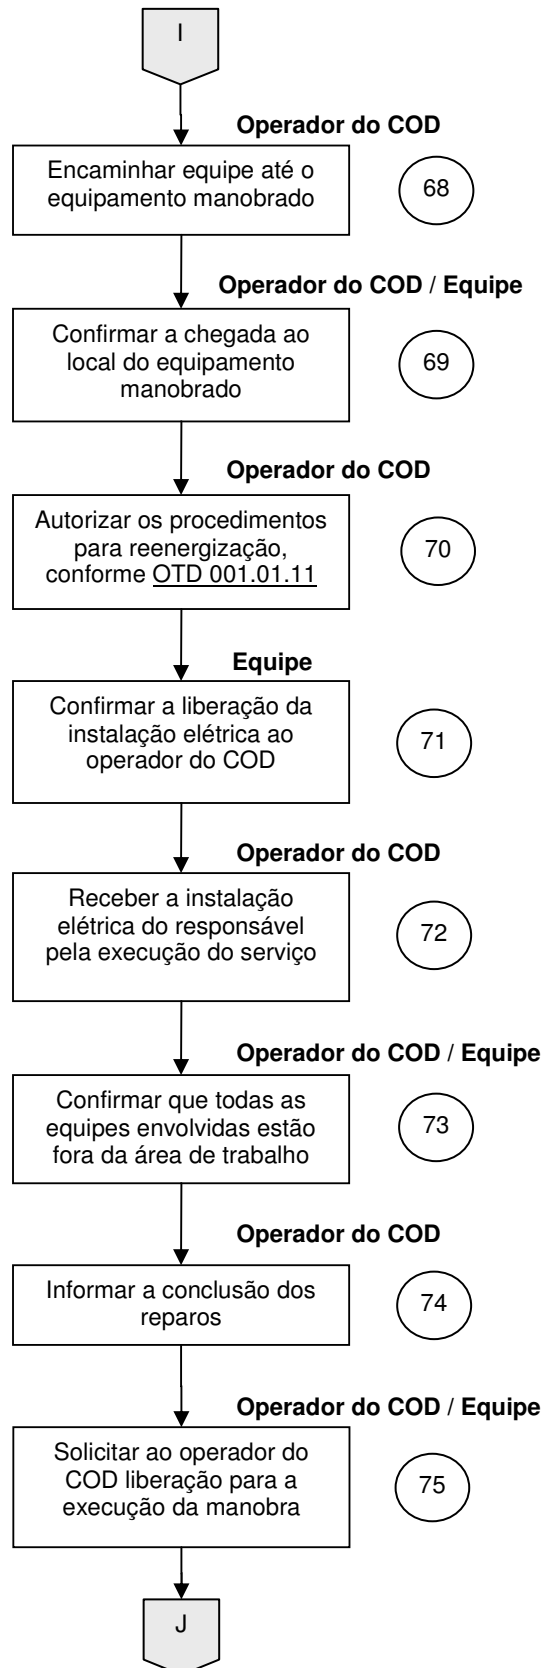 I
Operador do COD
Encaminhar equipe até o
equipamento manobrado
68
Operador do COD / Equipe
Confirmar a chegada ao
local do equipamento
manobrado
69
Operador do COD
Autorizar os procedimentos
para reenergização,
conforme OTD 001.01.11
70
Equipe
Confirmar a liberação da
instalação elétrica ao
operador do COD
71
Operador do COD
Receber a instalação
elétrica do responsável
pela execução do serviço
72
Operador do COD / Equipe
Confirmar que todas as
equipes envolvidas estão
fora da área de trabalho
73
Operador do COD
Informar a conclusão dos
reparos
74
Operador do COD / Equipe
Solicitar ao operador do
COD liberação para a
execução da manobra
75
J